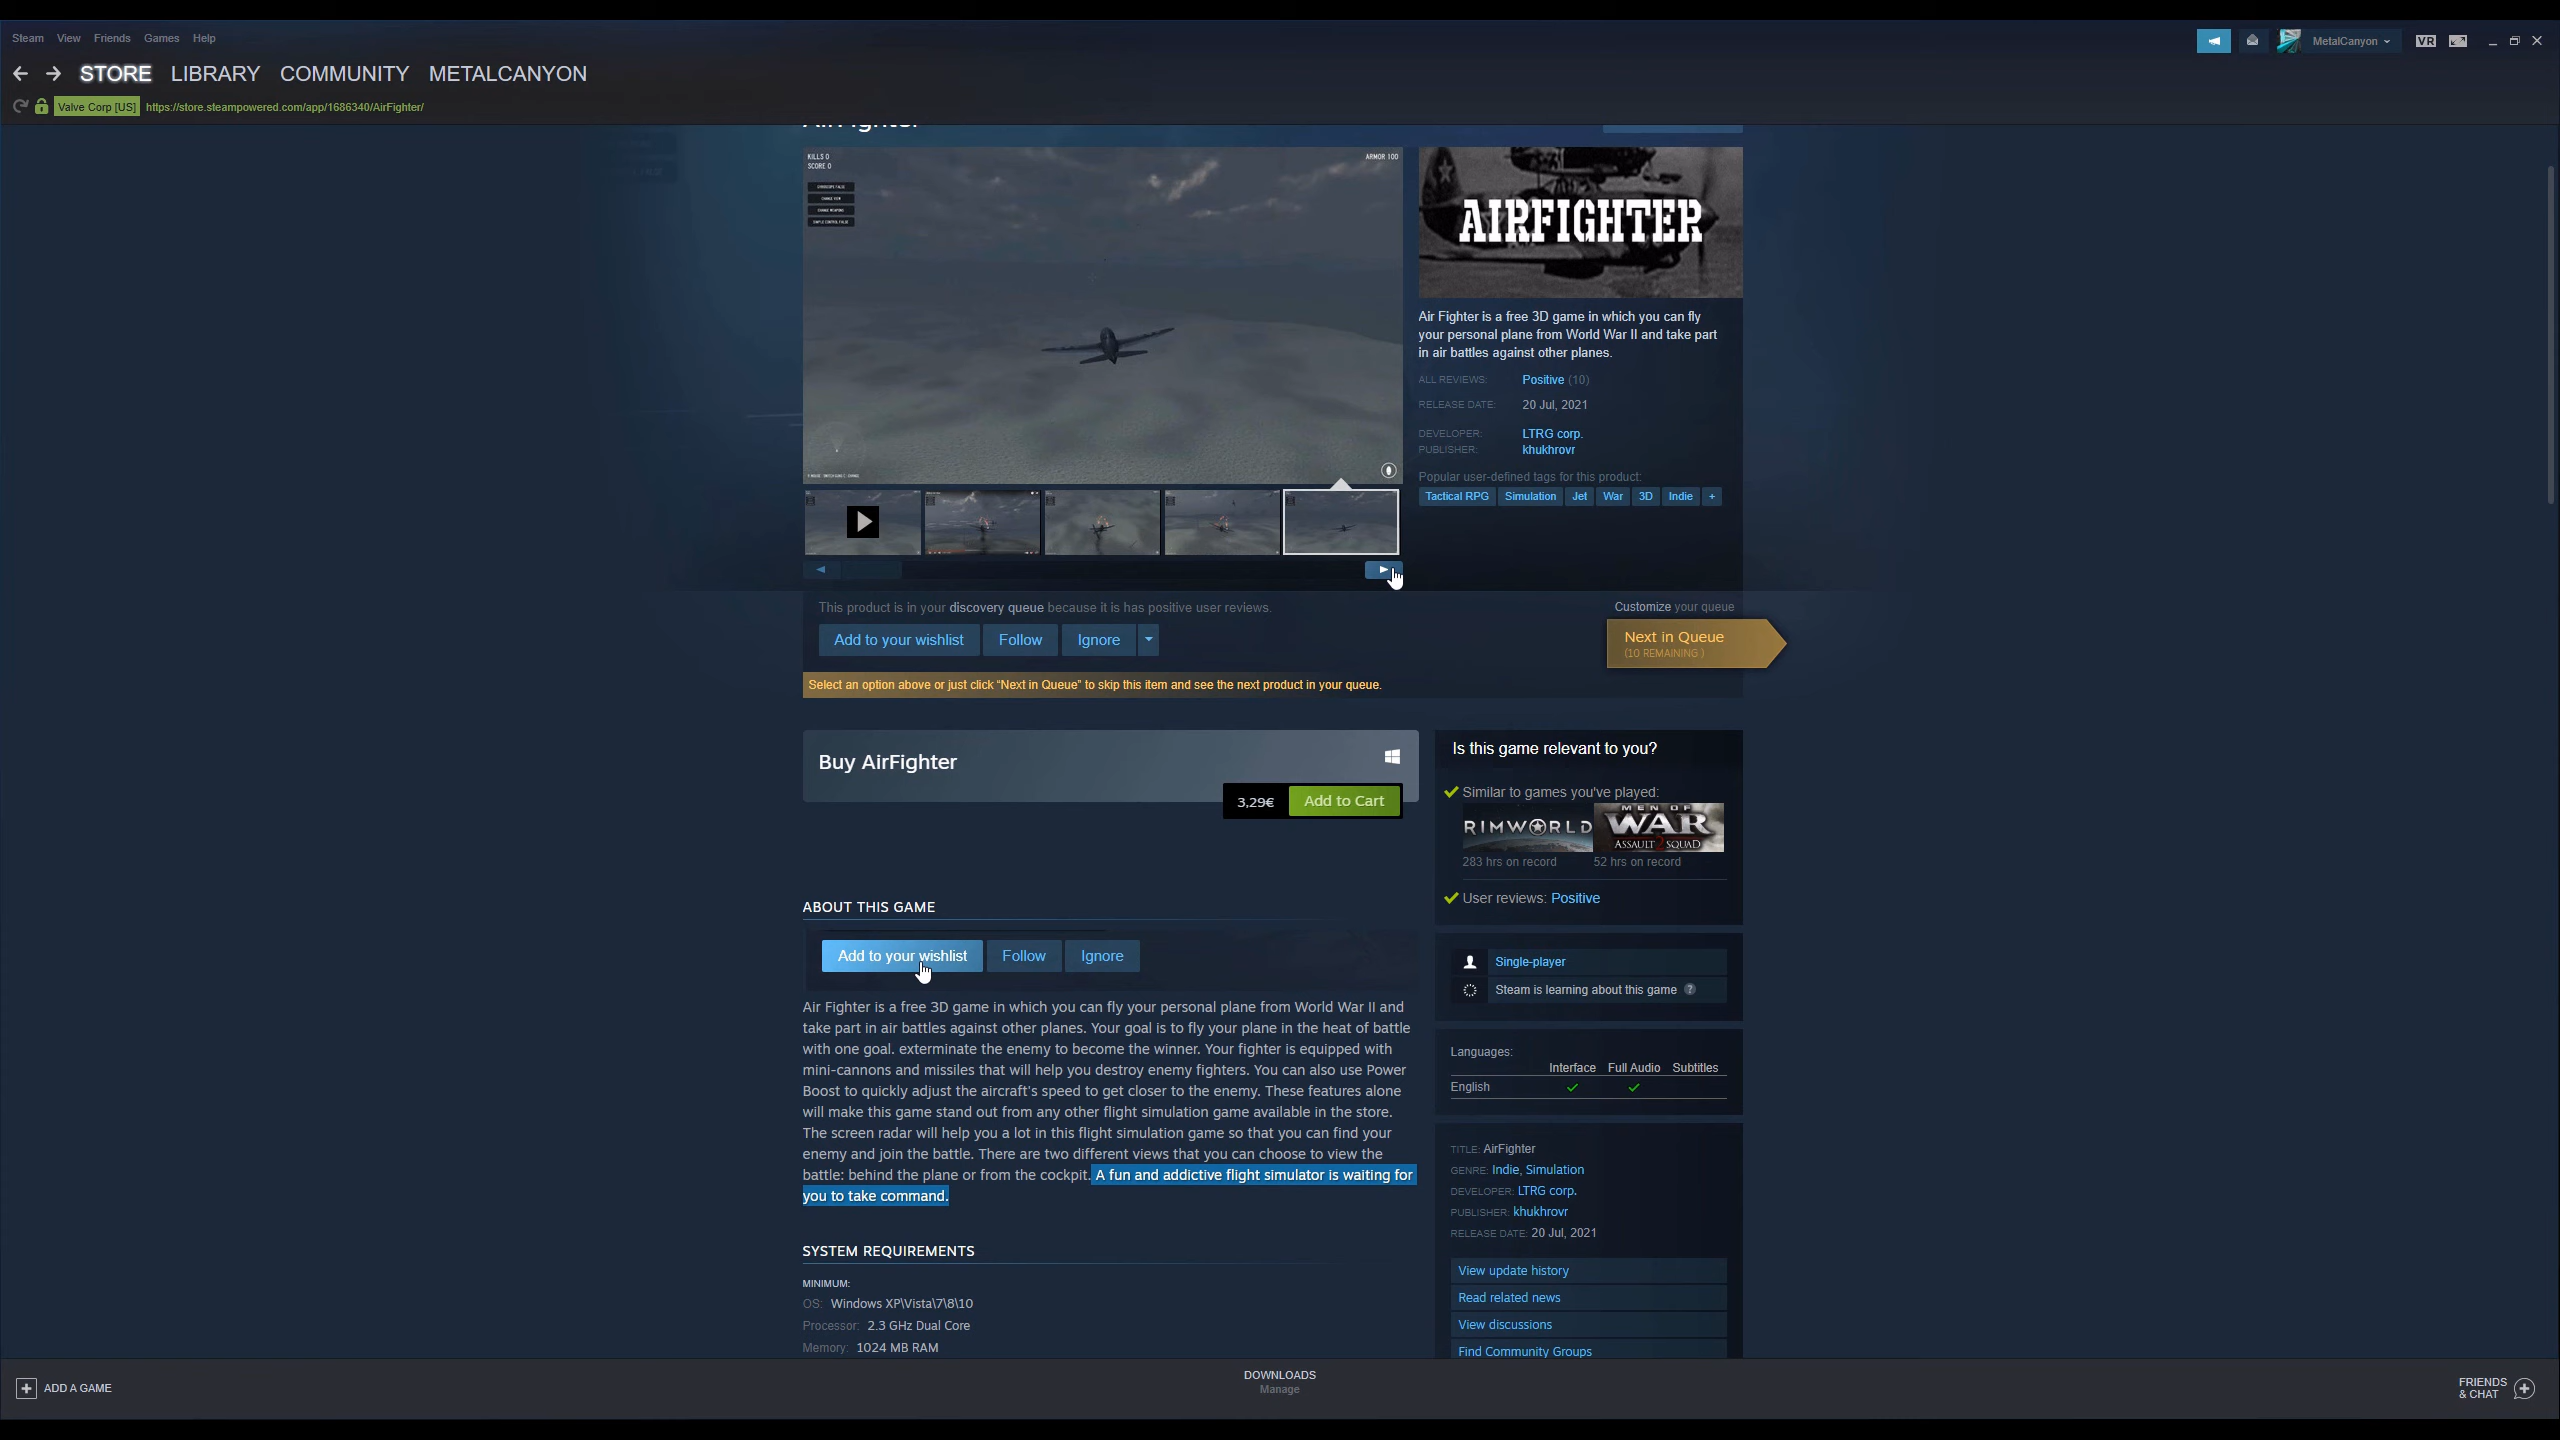 Steam View Friends Games Help
MetalCanyon
VR
STORE LIBRARY COMMUNITY METALCANYON
Valve Corp [US] https://store.steampowered.com/app/1686340/AirFighter/
AirFighter
KILLS 0
SCORE 0
ARMOR 100
CHANGE VIEW
CHANGE WEAPONS
AIRFIGHTER
Air Fighter is a free 3D game in which you can fly
your personal plane from World War II and take part
in air battles against other planes.
ALL REVIEWS: Positive (10)
RELEASE DATE: 20 Jul, 2021
DEVELOPER: LTRG corp.
PUBLISHER: khukhrovr
Popular user-defined tags for this product:
Tactical RPG Simulation Jet War 3D Indie +
This product is in your discovery queue because it is has positive user reviews.
Customize your queue
Add to your wishlist Follow Ignore
Next in Queue
(10 REMAINING )
Select an option above or just click “Next in Queue” to skip this item and see the next product in your queue.
Buy AirFighter
3,29€ Add to Cart
Is this game relevant to you?
Similar to games you've played:
RIMWORLD
MEN OF
WAR
ASSAULT 2 SQUAD
283 hrs on record 52 hrs on record
User reviews: Positive
ABOUT THIS GAME
Add to your wishlist Follow Ignore
Air Fighter is a free 3D game in which you can fly your personal plane from World War II and
take part in air battles against other planes. Your goal is to fly your plane in the heat of battle
with one goal. exterminate the enemy to become the winner. Your fighter is equipped with
mini-cannons and missiles that will help you destroy enemy fighters. You can also use Power
Boost to quickly adjust the aircraft's speed to get closer to the enemy. These features alone
will make this game stand out from any other flight simulation game available in the store.
The screen radar will help you a lot in this flight simulation game so that you can find your
enemy and join the battle. There are two different views that you can choose to view the
battle: behind the plane or from the cockpit. A fun and addictive flight simulator is waiting for
you to take command.
Single-player
Steam is learning about this game ?
Languages:
Interface Full Audio Subtitles
English
TITLE: AirFighter
GENRE: Indie, Simulation
DEVELOPER: LTRG corp.
PUBLISHER: khukhrovr
RELEASE DATE: 20 Jul, 2021
View update history
Read related news
View discussions
Find Community Groups
SYSTEM REQUIREMENTS
MINIMUM:
OS: Windows XP\Vista\7\8\10
Processor: 2.3 GHz Dual Core
Memory: 1024 MB RAM
ADD A GAME
DOWNLOADS
Manage
FRIENDS
& CHAT